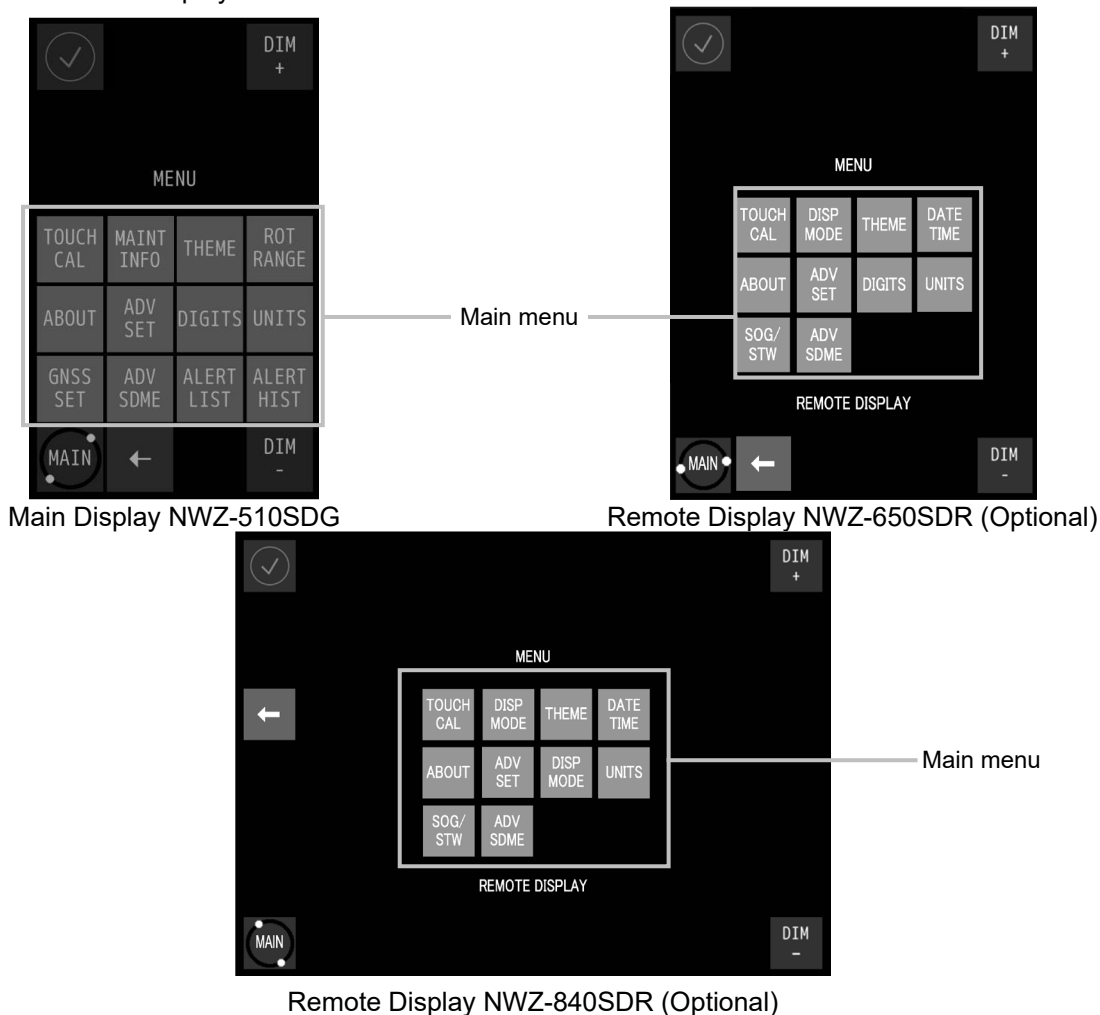 DIM
+
MENU
TOUCH CAL
MAINT INFO
THEME
ROT RANGE
ABOUT
ADV SET
DIGITS
UNITS
GNSS SET
ADV SDME
ALERT LIST
ALERT HIST
MAIN
←
DIM
-
Main Display NWZ-510SDG
Main menu
DIM
+
MENU
TOUCH CAL
DISP MODE
THEME
DATE TIME
ABOUT
ADV SET
DIGITS
UNITS
SOG/ STW
ADV SDME
REMOTE DISPLAY
MAIN
←
DIM
-
Remote Display NWZ-650SDR (Optional)
DIM
+
MENU
←
TOUCH CAL
DISP MODE
THEME
DATE TIME
ABOUT
ADV SET
DISP MODE
UNITS
Main menu
SOG/ STW
ADV SDME
REMOTE DISPLAY
MAIN
DIM
-
Remote Display NWZ-840SDR (Optional)